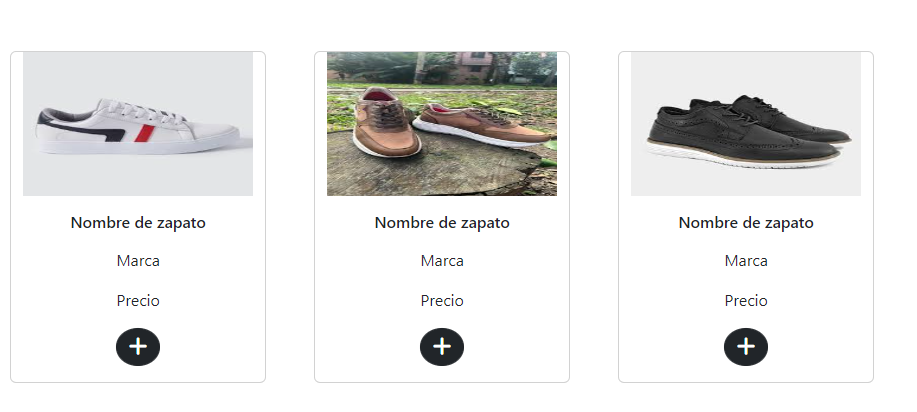 Nombre de zapato
Marca
Precio
Nombre de zapato
Marca
Precio
Nombre de zapato
Marca
Precio